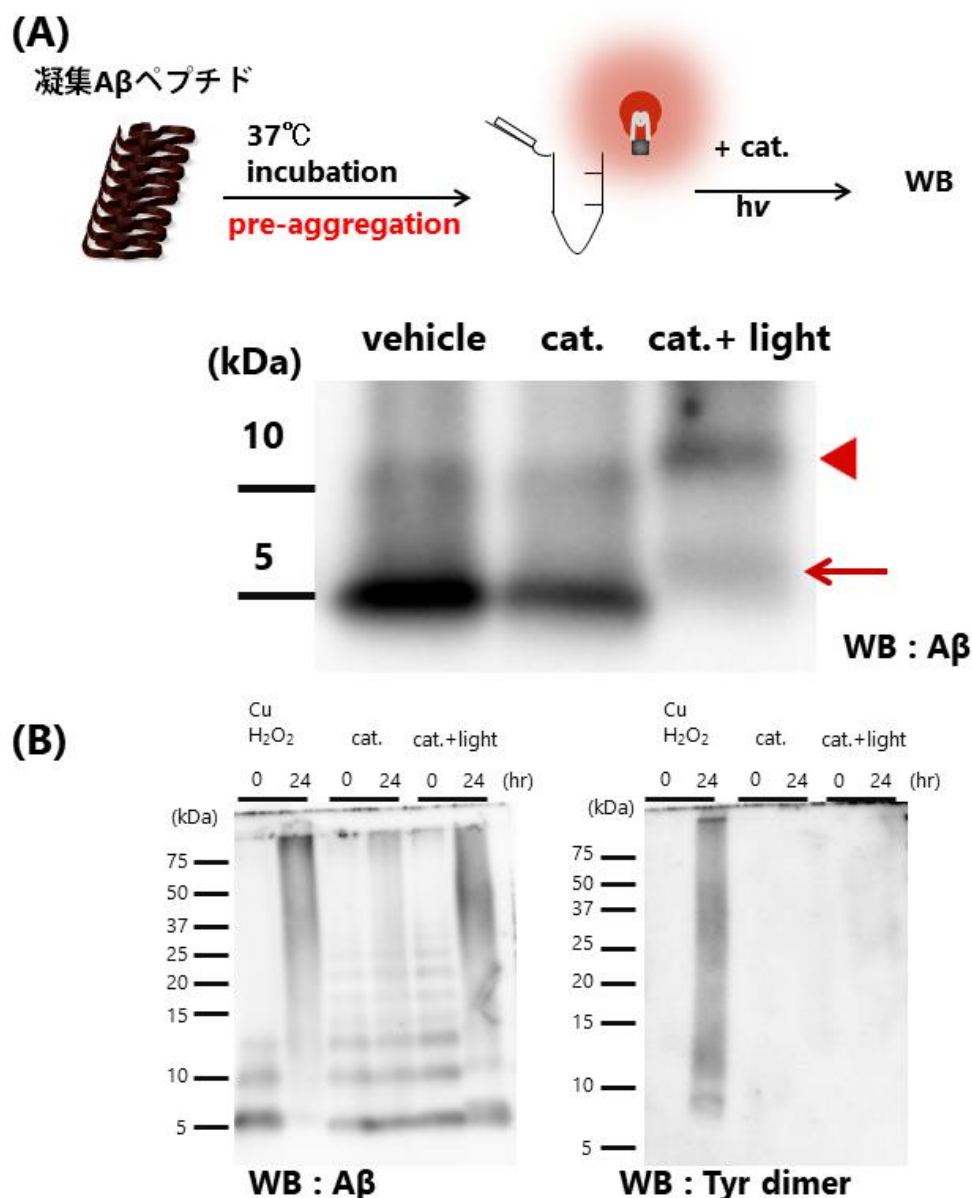 (A)
凝集Aβペプチド
37℃
incubation
pre-aggregation
+ cat.
hν
WB
vehicle cat. cat.+ light
(kDa)
10
5
WB : Aβ
(B)
Cu
H₂O₂ cat. cat.+light
0 24 0 24 0 24 (hr)
(kDa)
75
50
37
25
20
15
10
5
WB : Aβ
Cu
H₂O₂ cat. cat.+light
0 24 0 24 0 24 (hr)
(kDa)
75
50
37
25
20
15
10
5
WB : Tyr dimer